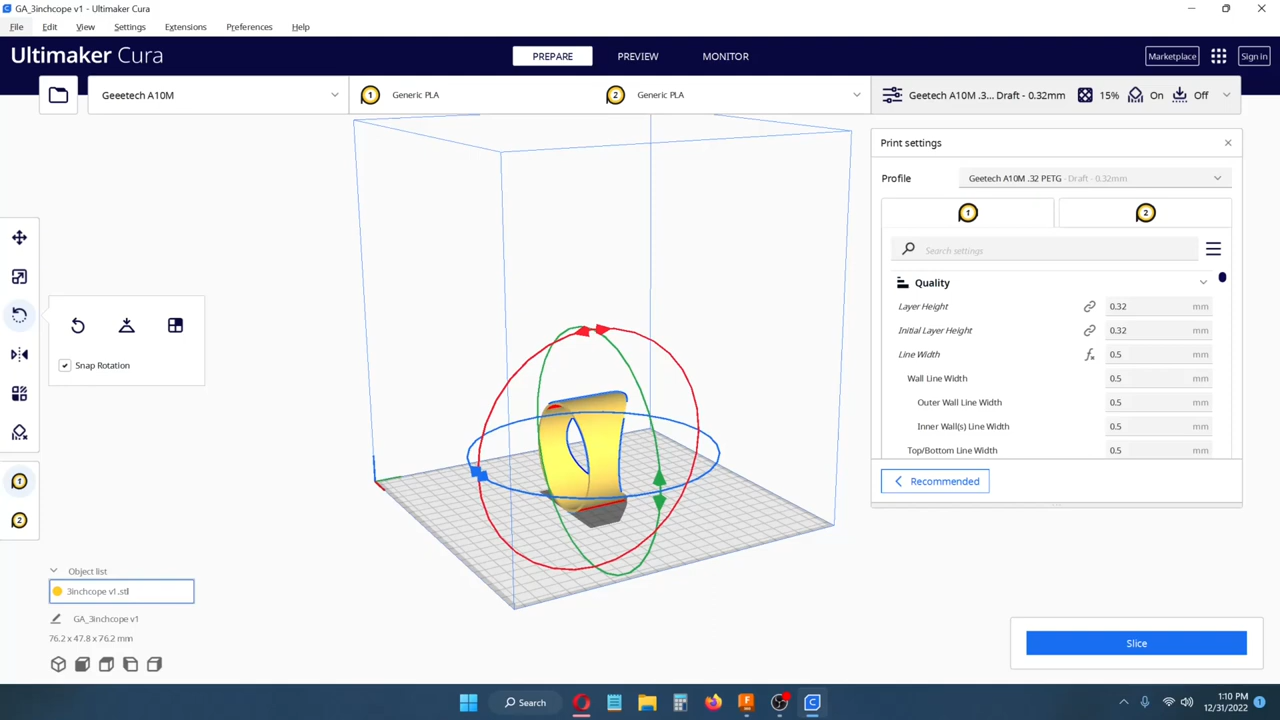 GA_3inchcope v1 - Ultimaker Cura
File Edit View Settings Extensions Preferences Help
Ultimaker Cura
PREPARE PREVIEW MONITOR
Marketplace
Sign in
Geeetech A10M
1 Generic PLA
2 Generic PLA
Geetech A10M .3... Draft - 0.32mm 15% On Off
Print settings
Profile Geetech A10M .32 PETG - Draft - 0.32mm
1 2
Search settings
Quality
Layer Height 0.32 mm
Initial Layer Height 0.32 mm
Line Width 0.5 mm
Wall Line Width 0.5 mm
Outer Wall Line Width 0.5 mm
Inner Wall(s) Line Width 0.5 mm
Top/Bottom Line Width 0.5 mm
Recommended
Snap Rotation
1
2
Object list
3inchcope v1.stl
GA_3inchcope v1
76.2 x 47.8 x 76.2 mm
Slice
Search
1:10 PM
12/31/2022
1